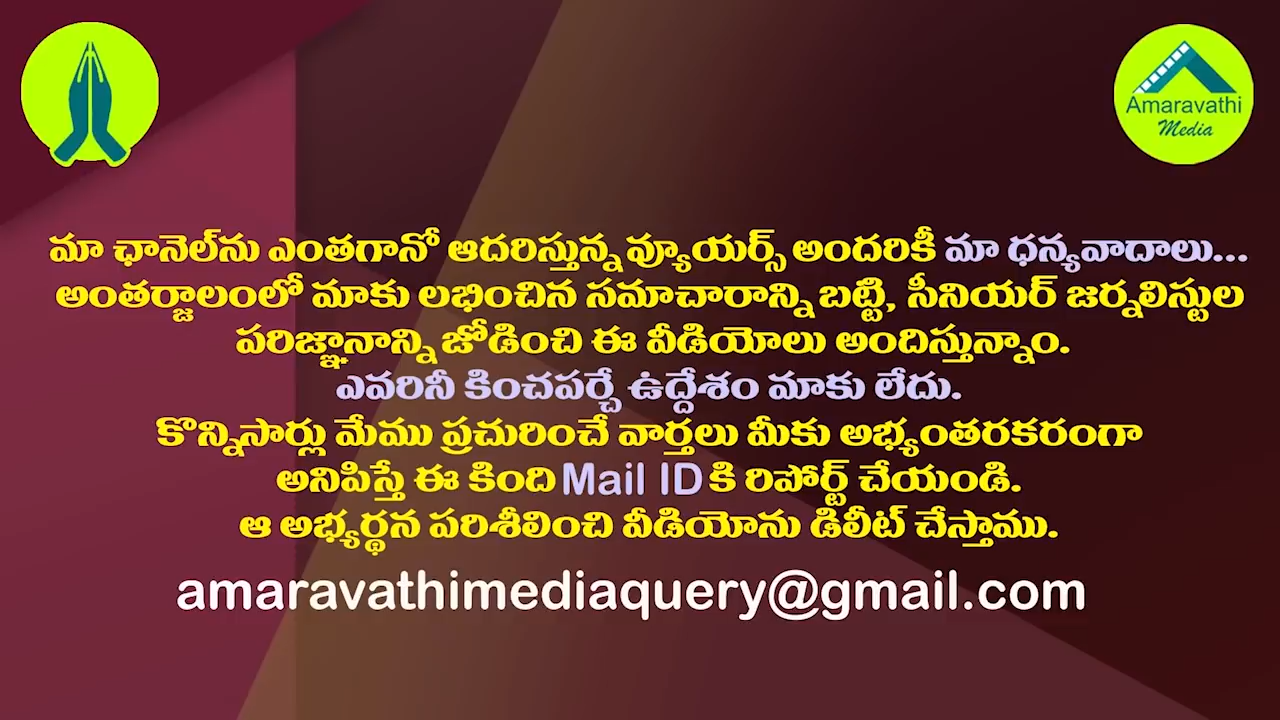 Amaravathi
Media
మా ఛానెల్‌ను ఎంతగానో ఆదరిస్తున్న వ్యూయర్స్ అందరికీ మా ధన్యవాదాలు...
అంతర్జాలంలో మాకు లభించిన సమాచారాన్ని బట్టి, సీనియర్ జర్నలిస్టుల
పరిజ్ఞానాన్ని జోడించి ఈ వీడియోలు అందిస్తున్నాం.
ఎవరినీ కించపర్చే ఉద్దేశం మాకు లేదు.
కొన్నిసార్లు మేము ప్రచురించే వార్తలు మీకు అభ్యంతరకరంగా
అనిపిస్తే ఈ కింది Mail ID కి రిపోర్ట్ చేయండి.
ఆ అభ్యర్థన పరిశీలించి వీడియోను డిలీట్ చేస్తాము.
amaravathimediaquery@gmail.com